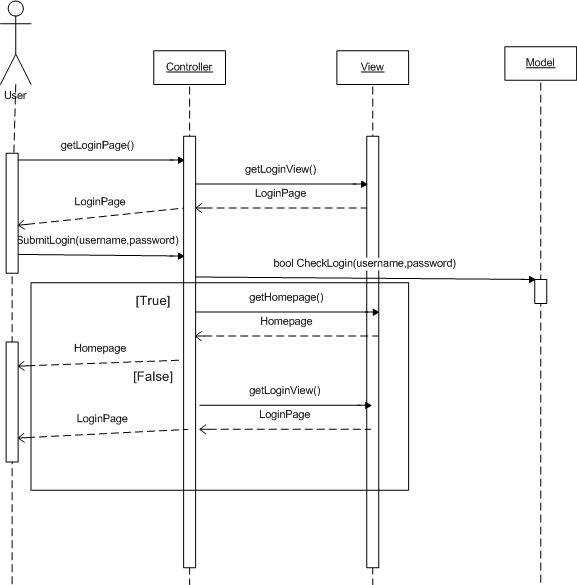 Controller
View
Model
User
getLoginPage()
getLoginView()
LoginPage
LoginPage
SubmitLogin(username,password)
bool CheckLogin(username,password)
[True]
getHomepage()
Homepage
Homepage
[False]
getLoginView()
LoginPage
LoginPage